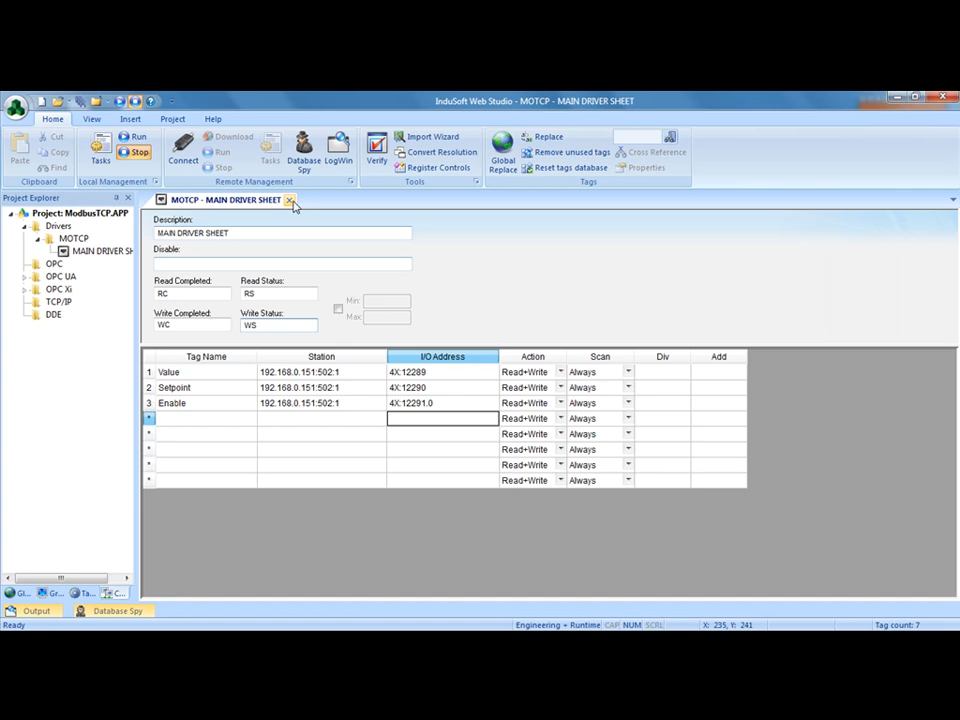 InduSoft Web Studio - MOTCP - MAIN DRIVER SHEET
Home View Insert Project Help
Paste Cut Copy Find Clipboard
Tasks Run Stop Local Management
Connect Download Run Stop Tasks Database Spy LogWin Remote Management
Verify Import Wizard Convert Resolution Register Controls Tools
Global Replace Replace Remove unused tags Reset tags database Cross Reference Properties Tags
Project Explorer
Project: ModbusTCP.APP
Drivers
MOTCP
MAIN DRIVER SH
OPC
OPC UA
OPC Xi
TCP/IP
DDE
Gl... Gr... Ta... C...
MOTCP - MAIN DRIVER SHEET
Description:
MAIN DRIVER SHEET
Disable:
Read Completed: Read Status:
RC RS
Write Completed: Write Status:
WC WS
Min:
Max:
Tag Name Station I/O Address Action Scan Div Add
1 Value 192.168.0.151:502:1 4X:12289 Read+Write Always
2 Setpoint 192.168.0.151:502:1 4X:12290 Read+Write Always
3 Enable 192.168.0.151:502:1 4X:12291.0 Read+Write Always
* Read+Write Always
* Read+Write Always
* Read+Write Always
* Read+Write Always
* Read+Write Always
Output Database Spy
Ready Engineering + Runtime CAP NUM SCRL X: 235, Y: 241 Tag count: 7